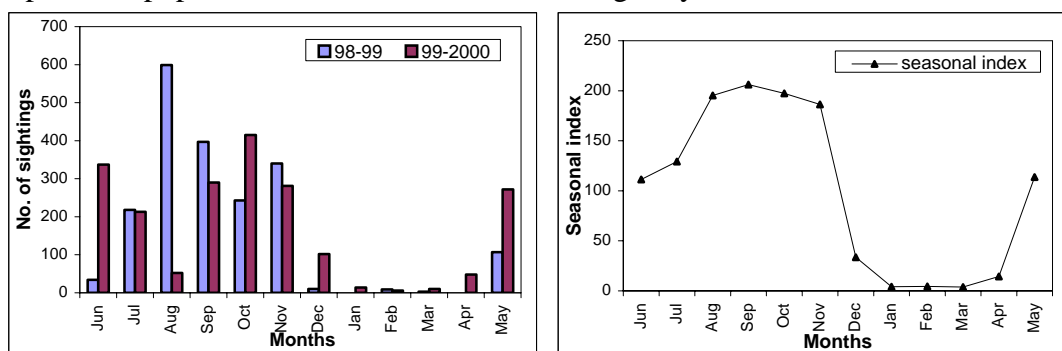 700
600
500
400
300
200
100
0
No. of sightings
98-99
99-2000
Jun
Jul
Aug
Sep
Oct
Nov
Dec
Jan
Feb
Mar
Apr
May
Months
250
200
150
100
50
0
Seasonal index
seasonal index
Jun
Jul
Aug
Sep
Oct
Nov
Dec
Jan
Feb
Mar
Apr
May
Months